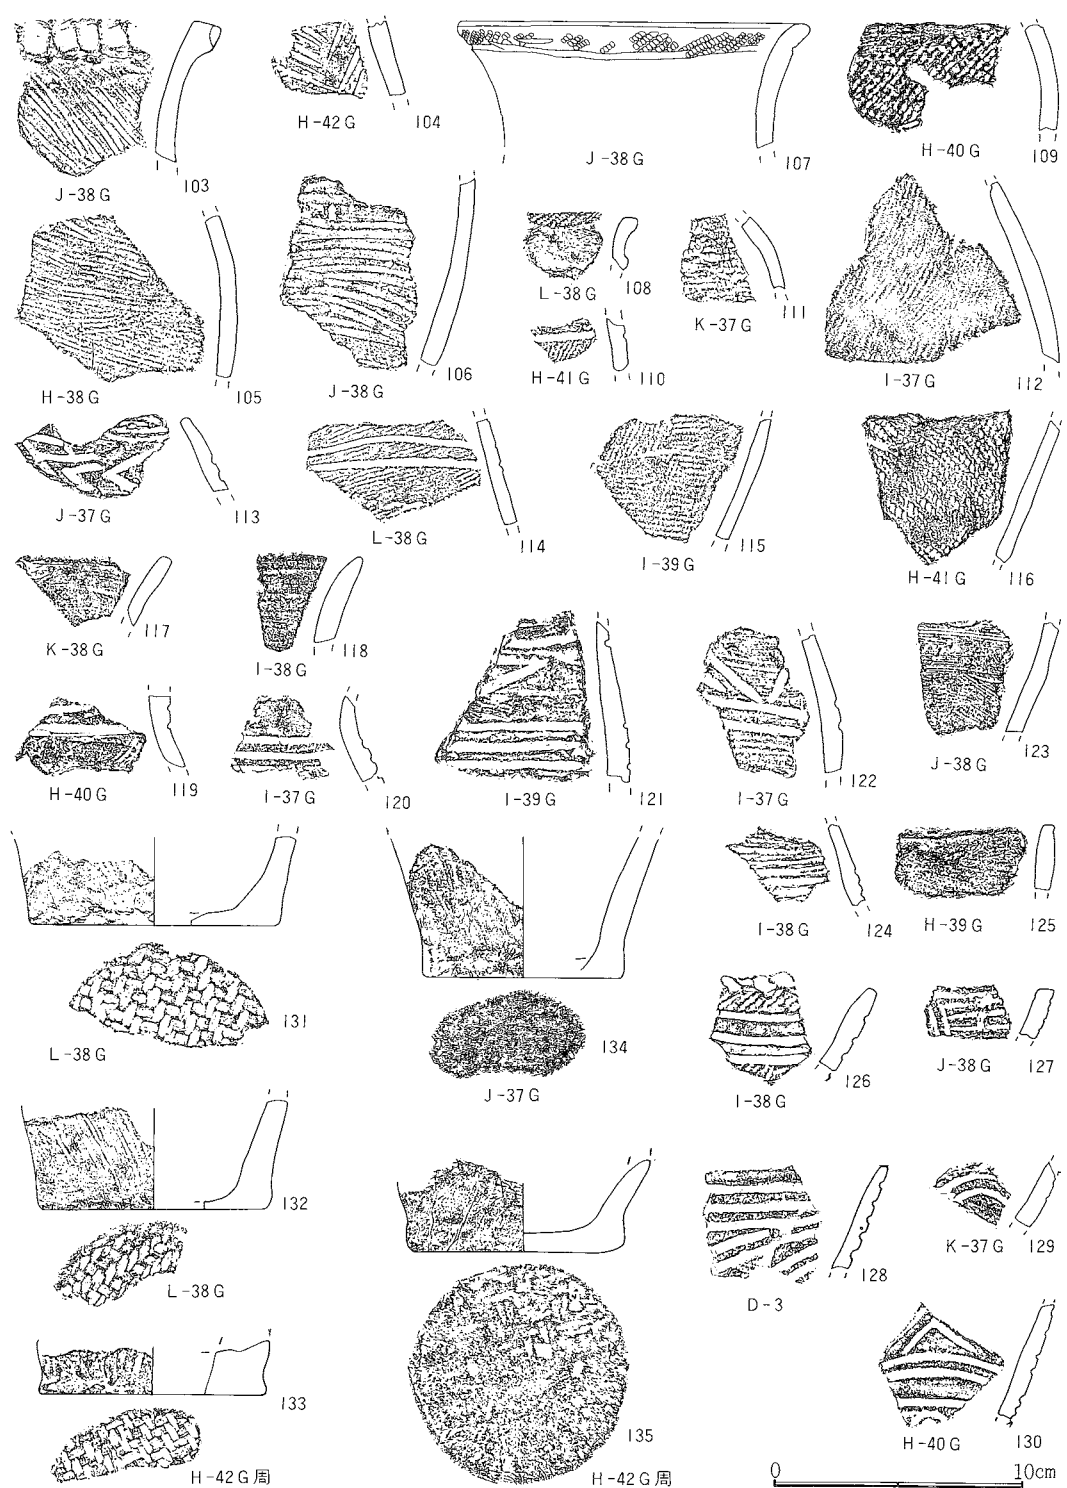 J-38G 103
H-42G 104
J-38G 107
H-40G 109
H-38G 105
J-38G 106
L-38G 108
K-37G 111
H-41G 110
I-37G 112
J-37G 113
L-38G 114
I-39G 115
H-41G 116
K-38G 117
I-38G 118
H-40G 119
I-37G 120
I-39G 121
I-37G 122
J-38G 123
I-38G 124
H-39G 125
L-38G 131
J-37G 134
I-38G 126
J-38G 127
132
L-38G
133
H-42G周
135
H-42G周
D-3 128
K-37G 129
H-40G 130
0 10cm